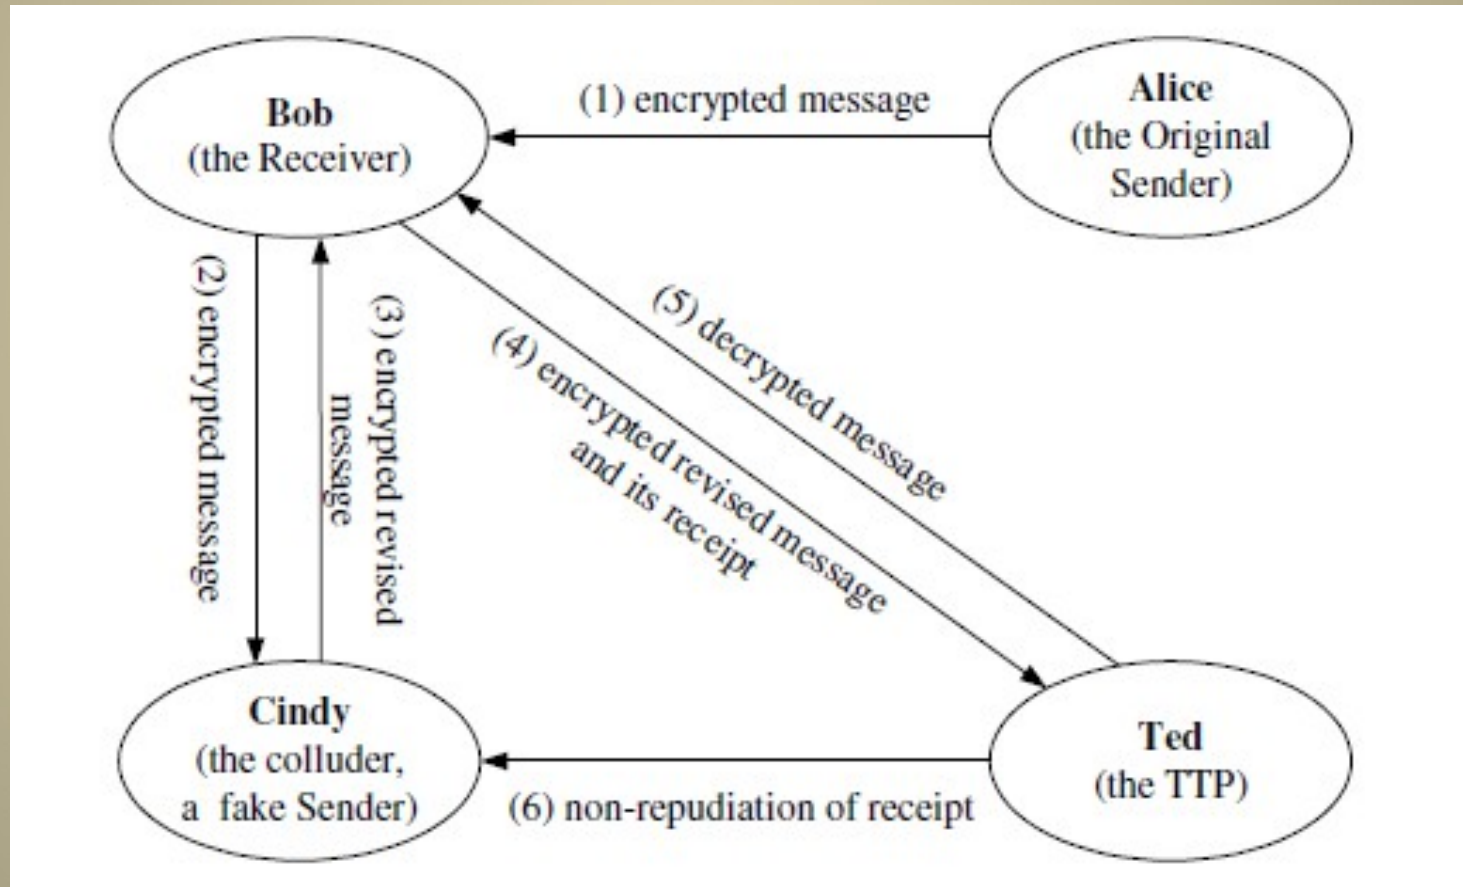 Bob
(the Receiver)
(1) encrypted message
Alice
(the Original
Sender)
(2) encrypted message
(3) encrypted revised
message
(4) encrypted revised message
and its receipt
(5) decrypted message
Cindy
(the colluder,
a fake Sender)
(6) non-repudiation of receipt
Ted
(the TTP)